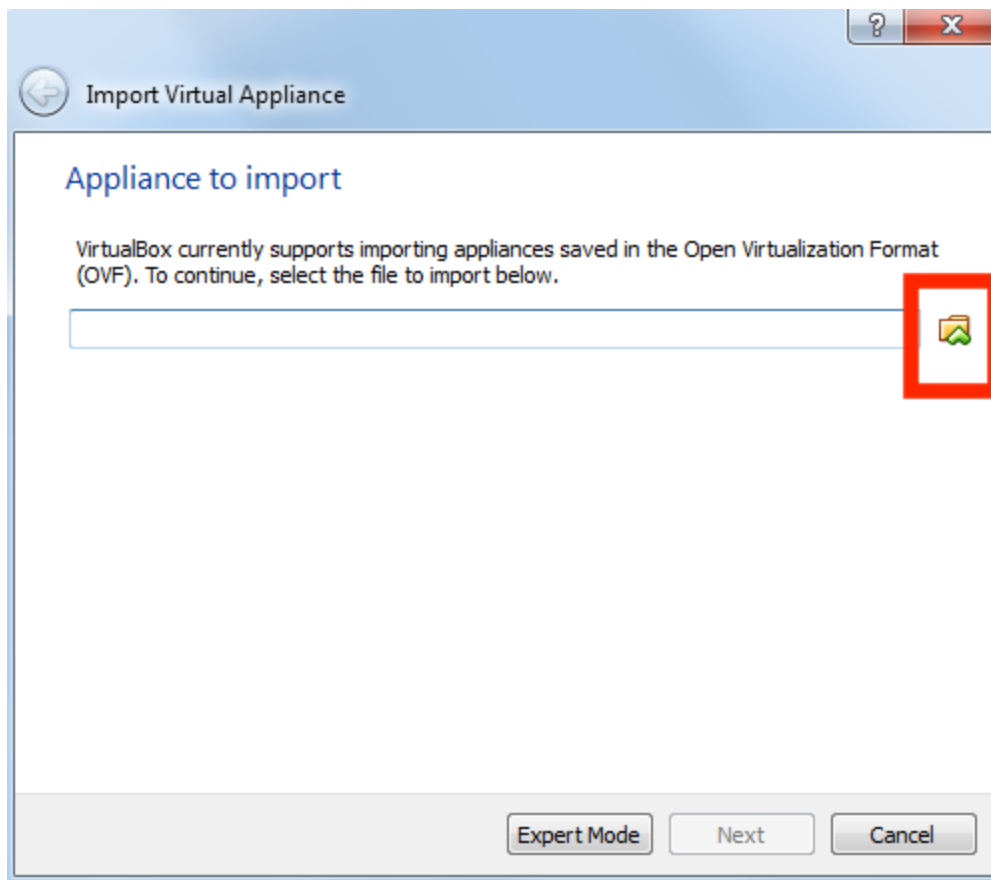 Import Virtual Appliance
Appliance to import
VirtualBox currently supports importing appliances saved in the Open Virtualization Format
(OVF). To continue, select the file to import below.
Expert Mode Next Cancel